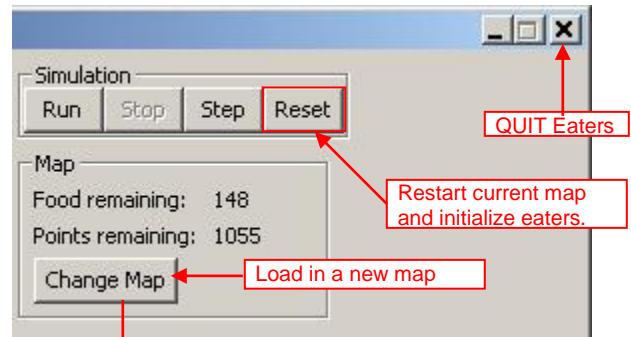 Simulation
Run Stop Step Reset
QUIT Eaters
Map
Food remaining: 148
Restart current map
and initialize eaters.
Points remaining: 1055
Change Map
Load in a new map